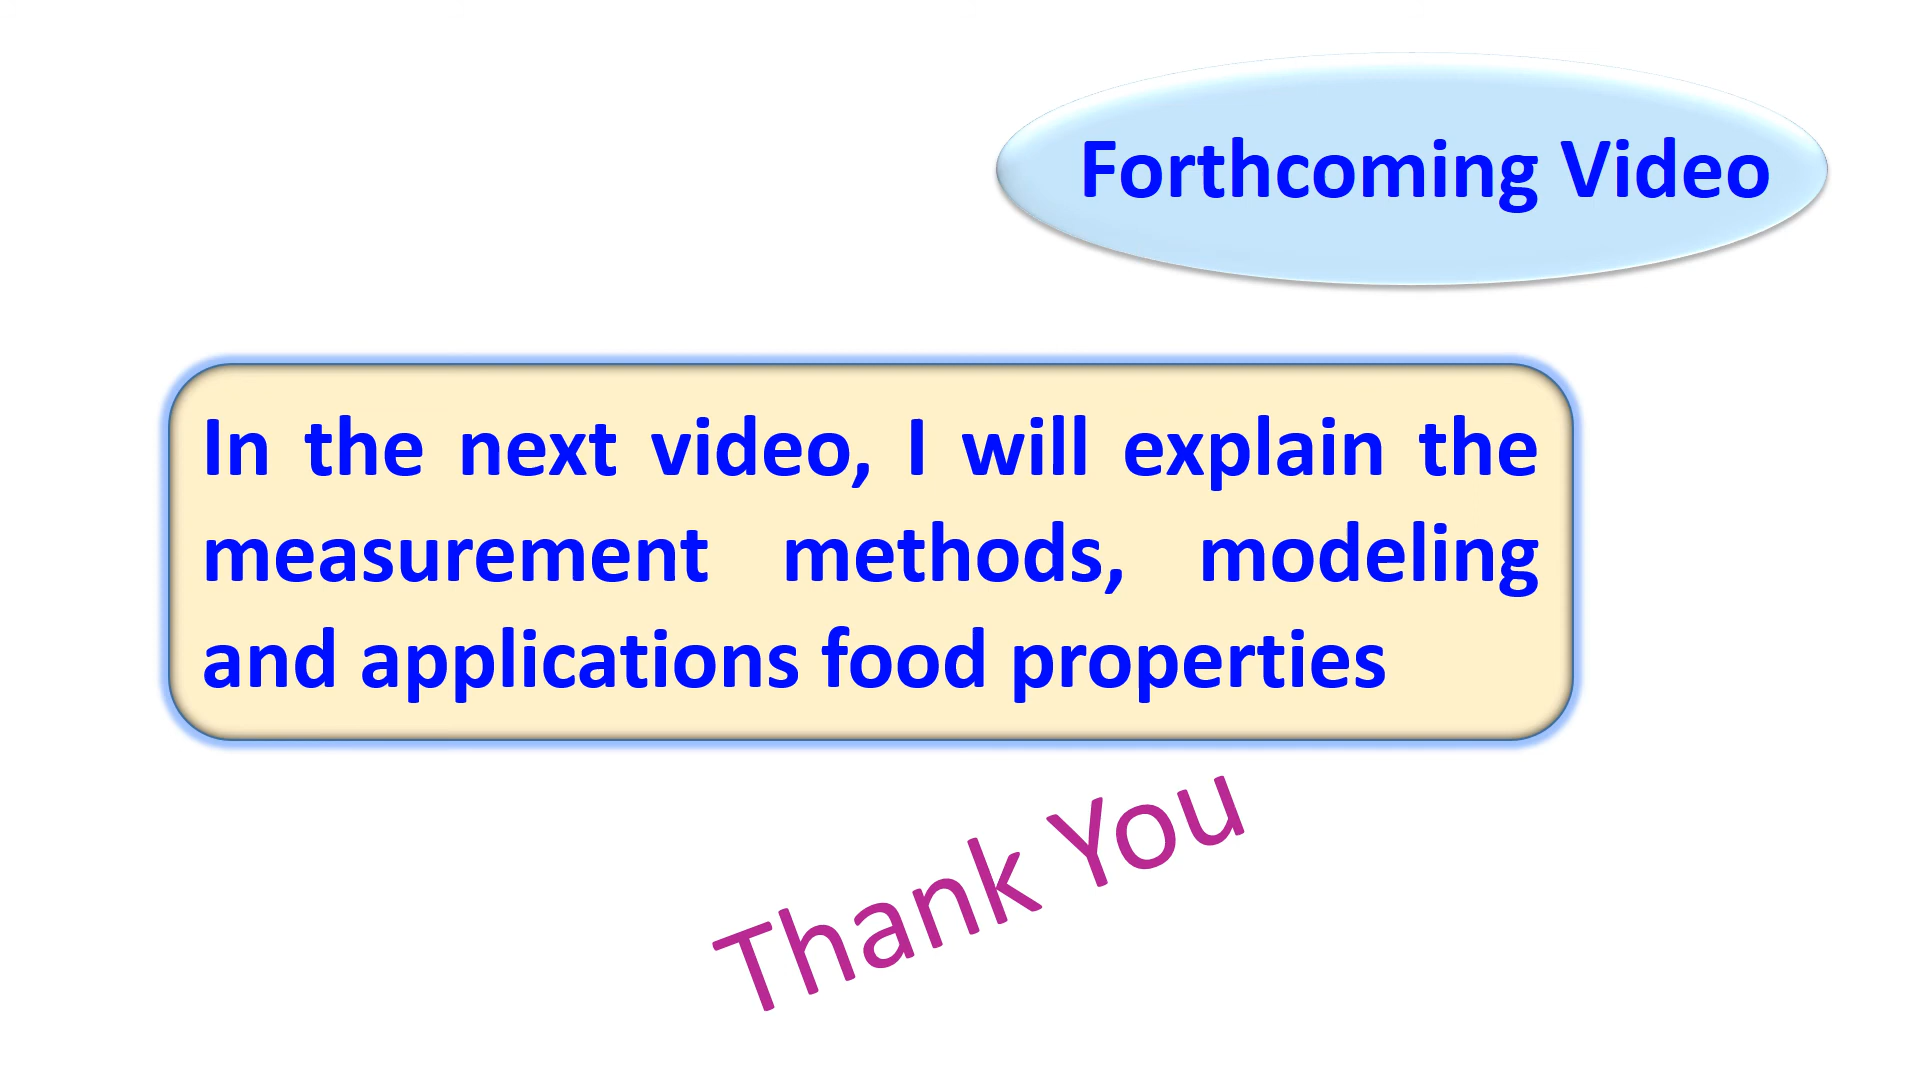 Forthcoming Video
In the next video, I will explain the
measurement methods, modeling
and applications food properties
Thank You